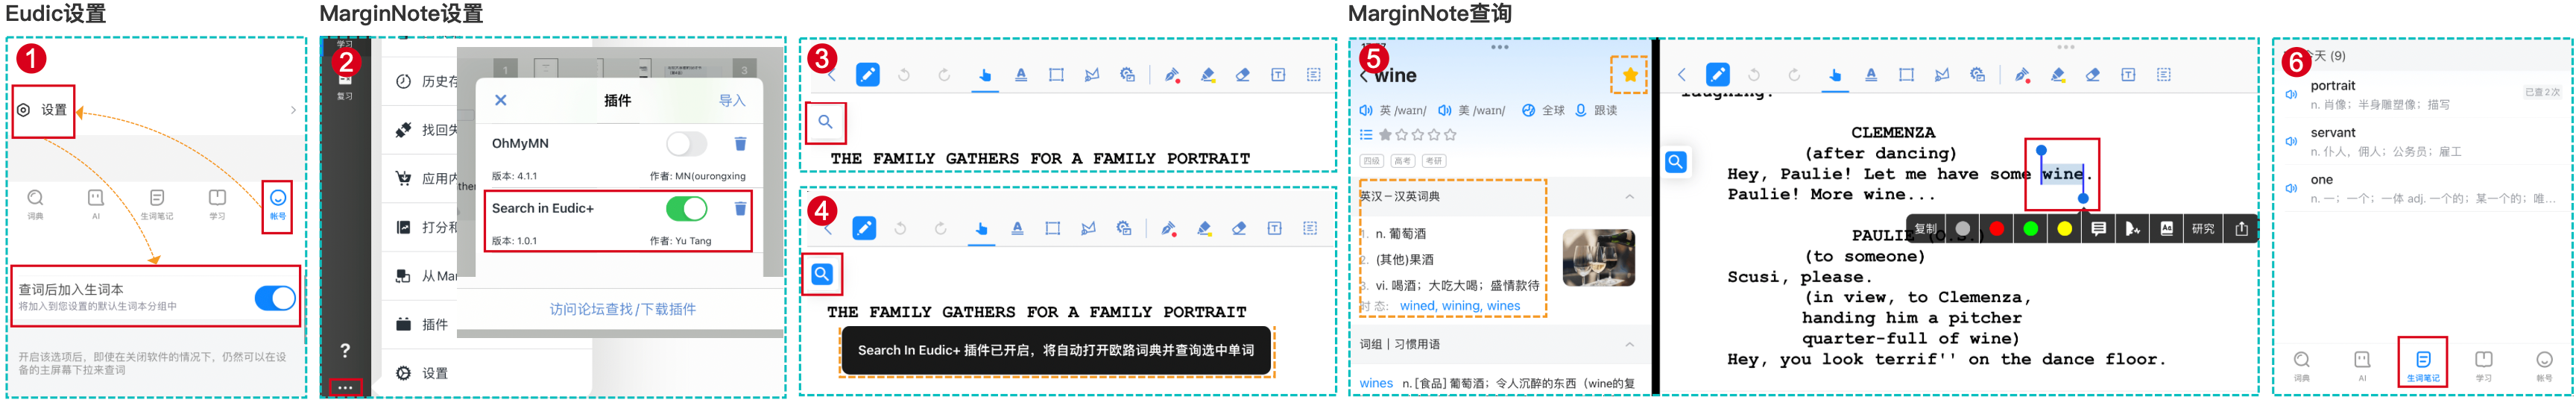 Eudic设置
1
设置
词典
AI
生词笔记
学习
帐号
查词后加入生词本
将加入到您设置的默认生词本分组中
开启该选项后，即使在关闭软件的情况下，仍然可以在设
备的主屏幕下拉来查词
MarginNote设置
2
学习
复习
?
历史存
找回失
应用内
打分和
从Mar
插件
设置
1
3
插件
导入
OhMyMN
版本: 4.1.1
作者: MN(ourongxing
ther
Search in Eudic+
版本: 1.0.1
作者: Yu Tang
访问论坛查找/下载插件
3
THE FAMILY GATHERS FOR A FAMILY PORTRAIT
4
THE FAMILY GATHERS FOR A FAMILY PORTRAIT
Search In Eudic+ 插件已开启，将自动打开欧路词典并查询选中单词
MarginNote查询
5
wine
英 /waɪn/
美 /waɪn/
全球
跟读
四级
高考
考研
英汉-汉英词典
1. n. 葡萄酒
2. (其他)果酒
3. vi. 喝酒；大吃大喝；盛情款待
时 态: wined, wining, wines
词组 | 习惯用语
wines n. [食品] 葡萄酒；令人沉醉的东西（wine的复
laughing.
CLEMENZA
(after dancing)
Hey, Paulie! Let me have some wine.
Paulie! More wine...
复制
研究
PAULIE (O.S.)
(to someone)
Scusi, please.
(in view, to Clemenza,
handing him a pitcher
quarter-full of wine)
Hey, you look terrif'' on the dance floor.
6
今天 (9)
portrait
n. 肖像；半身雕塑像；描写
已查2次
servant
n. 仆人，佣人；公务员；雇工
one
n. 一；一个；一体 adj. 一个的；某一个的；唯...
词典
AI
生词笔记
学习
帐号